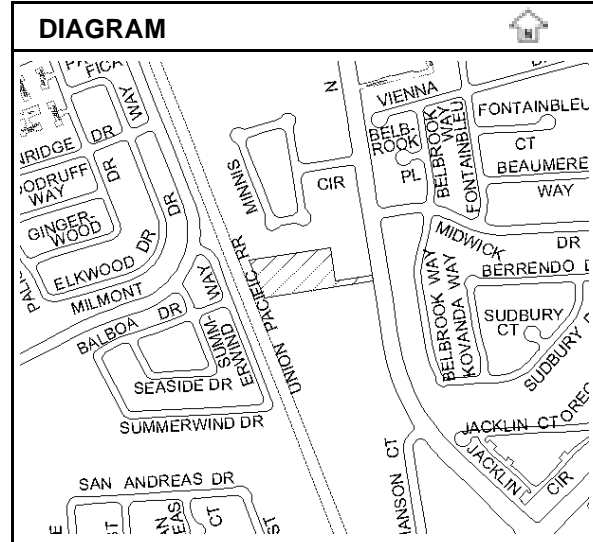 DIAGRAM
N
FICA
WAY
VIENNA
FONTAINBLEU
CT
BELB-
ROOK
PL
BELBROOK
WAY
FONTAINBLEU
BEAUMERE
WAY
NRIDGE DR
ODRUFF
WAY
DR
GINGER-
WOOD
DR
ELKWOOD DR
MILMONT
MINNIS
CIR
N
MIDWICK
DR
BERRENDO D
BELBROOK WAY
KOVANDA WAY
SUDBURY
CT
SUDBURY
BALBOA DR
WAY
SUMM-
ERWIND
UNION PACIFIC RR
SEASIDE DR
SUMMERWIND DR
SAN ANDREAS DR
CT
HANSON CT
JACKLIN CT
OREG
JACKLIN
CIR